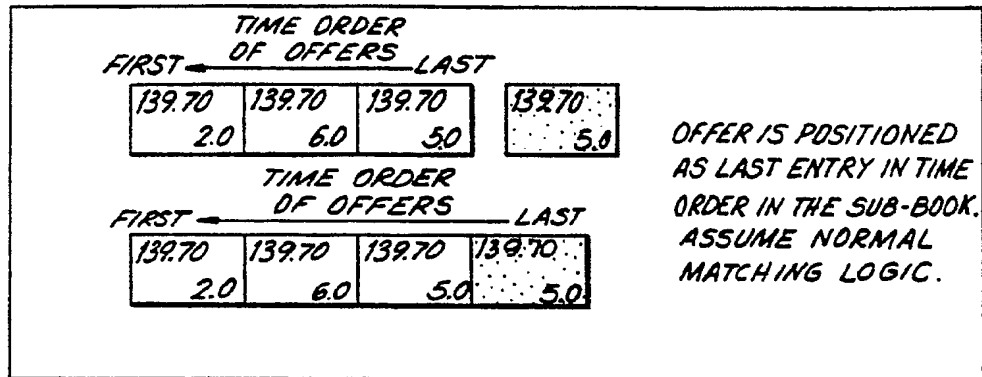 TIME ORDER
OF OFFERS
FIRST LAST
139.70 139.70 139.70 139.70
2.0 6.0 5.0 5.0
TIME ORDER
OF OFFERS
FIRST LAST
139.70 139.70 139.70 139.70
2.0 6.0 5.0 5.0
OFFER IS POSITIONED
AS LAST ENTRY IN TIME
ORDER IN THE SUB-BOOK.
ASSUME NORMAL
MATCHING LOGIC.